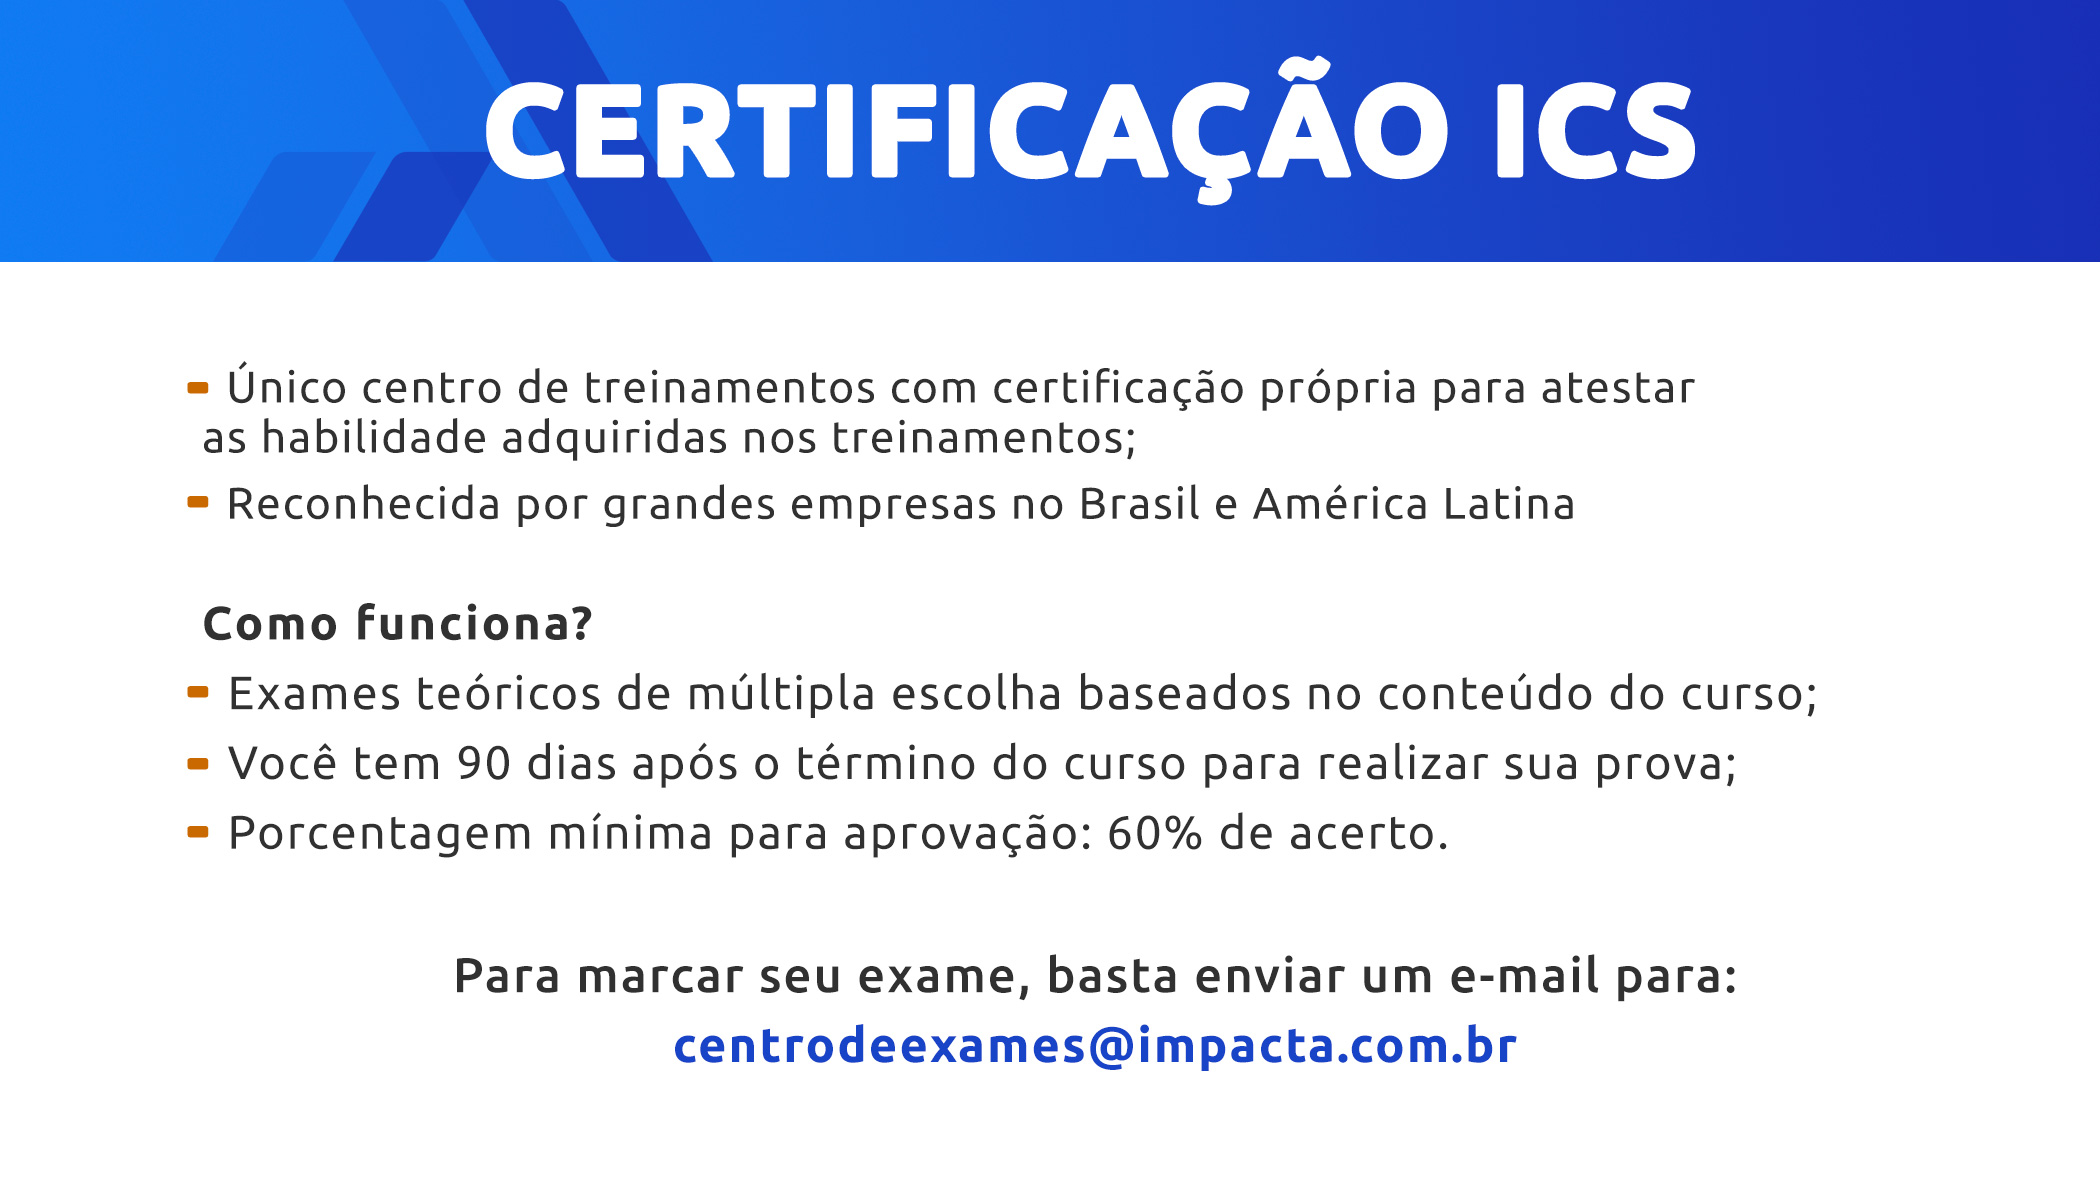 CERTIFICAÇÃO ICS
- Único centro de treinamentos com certificação própria para atestar
as habilidade adquiridas nos treinamentos;
- Reconhecida por grandes empresas no Brasil e América Latina
Como funciona?
- Exames teóricos de múltipla escolha baseados no conteúdo do curso;
- Você tem 90 dias após o término do curso para realizar sua prova;
- Porcentagem mínima para aprovação: 60% de acerto.
Para marcar seu exame, basta enviar um e-mail para:
centrodeexames@impacta.com.br